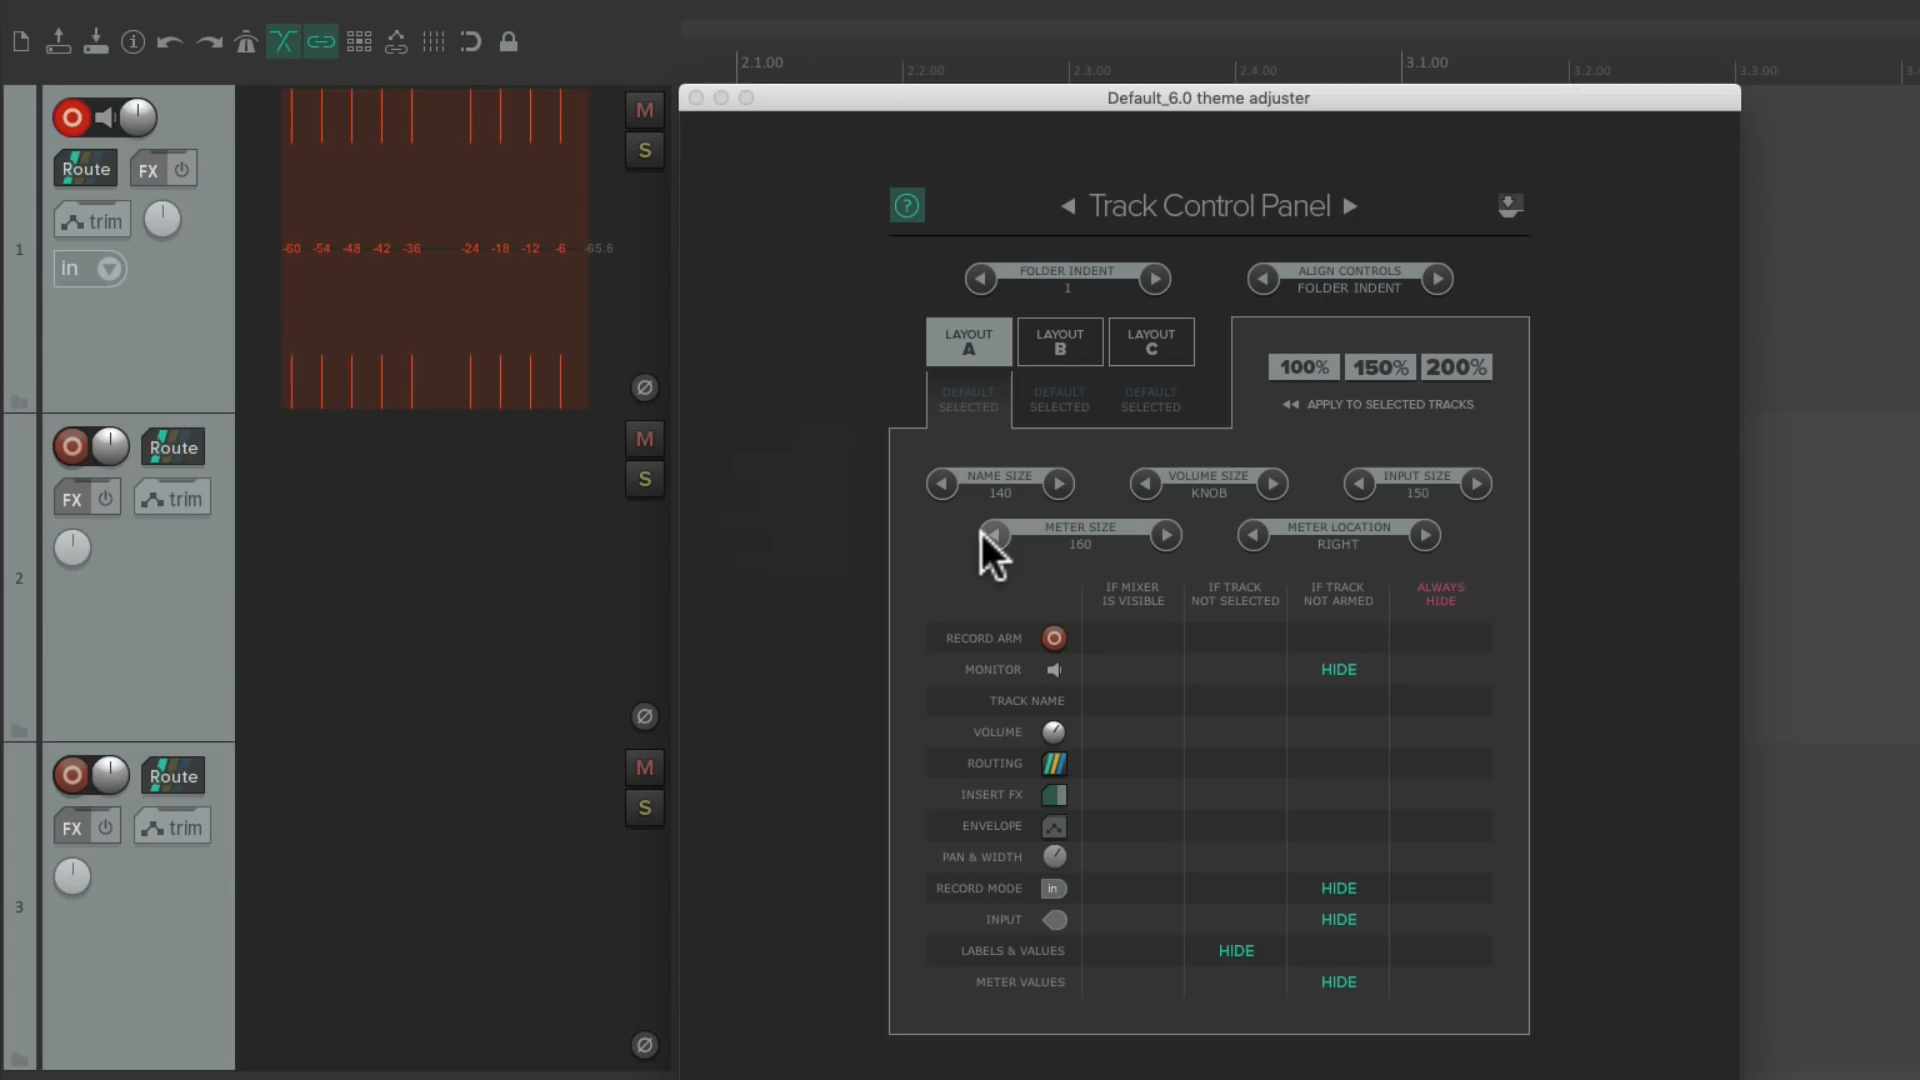 2.1.00
2.2.00
2.3.00
2.4.00
3.1.00
3.2.00
3.3.00
Default_6.0 theme adjuster
Track Control Panel
FOLDER INDENT
1
ALIGN CONTROLS
FOLDER INDENT
LAYOUT
A
LAYOUT
B
LAYOUT
C
DEFAULT
SELECTED
DEFAULT
SELECTED
DEFAULT
SELECTED
100%
150%
200%
APPLY TO SELECTED TRACKS
NAME SIZE
140
VOLUME SIZE
KNOB
INPUT SIZE
150
METER SIZE
160
METER LOCATION
RIGHT
IF MIXER
IS VISIBLE
IF TRACK
NOT SELECTED
IF TRACK
NOT ARMED
ALWAYS
HIDE
RECORD ARM
MONITOR
HIDE
TRACK NAME
VOLUME
ROUTING
INSERT FX
ENVELOPE
PAN & WIDTH
RECORD MODE
in
HIDE
INPUT
HIDE
LABELS & VALUES
HIDE
METER VALUES
HIDE
1
Route
FX
trim
in
-60 -54 -48 -42 -36 -24 -18 -12 -6 -65.8
M
S
2
Route
FX
trim
M
S
3
Route
FX
trim
M
S